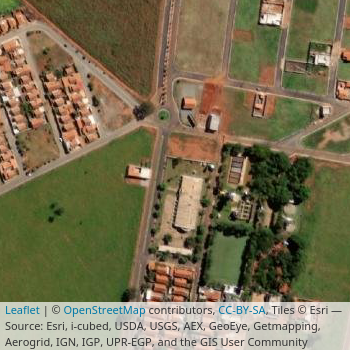 Leaflet | © OpenStreetMap contributors, CC-BY-SA, Tiles © Esri —
Source: Esri, i-cubed, USDA, USGS, AEX, GeoEye, Getmapping,
Aerogrid, IGN, IGP, UPR-EGP, and the GIS User Community